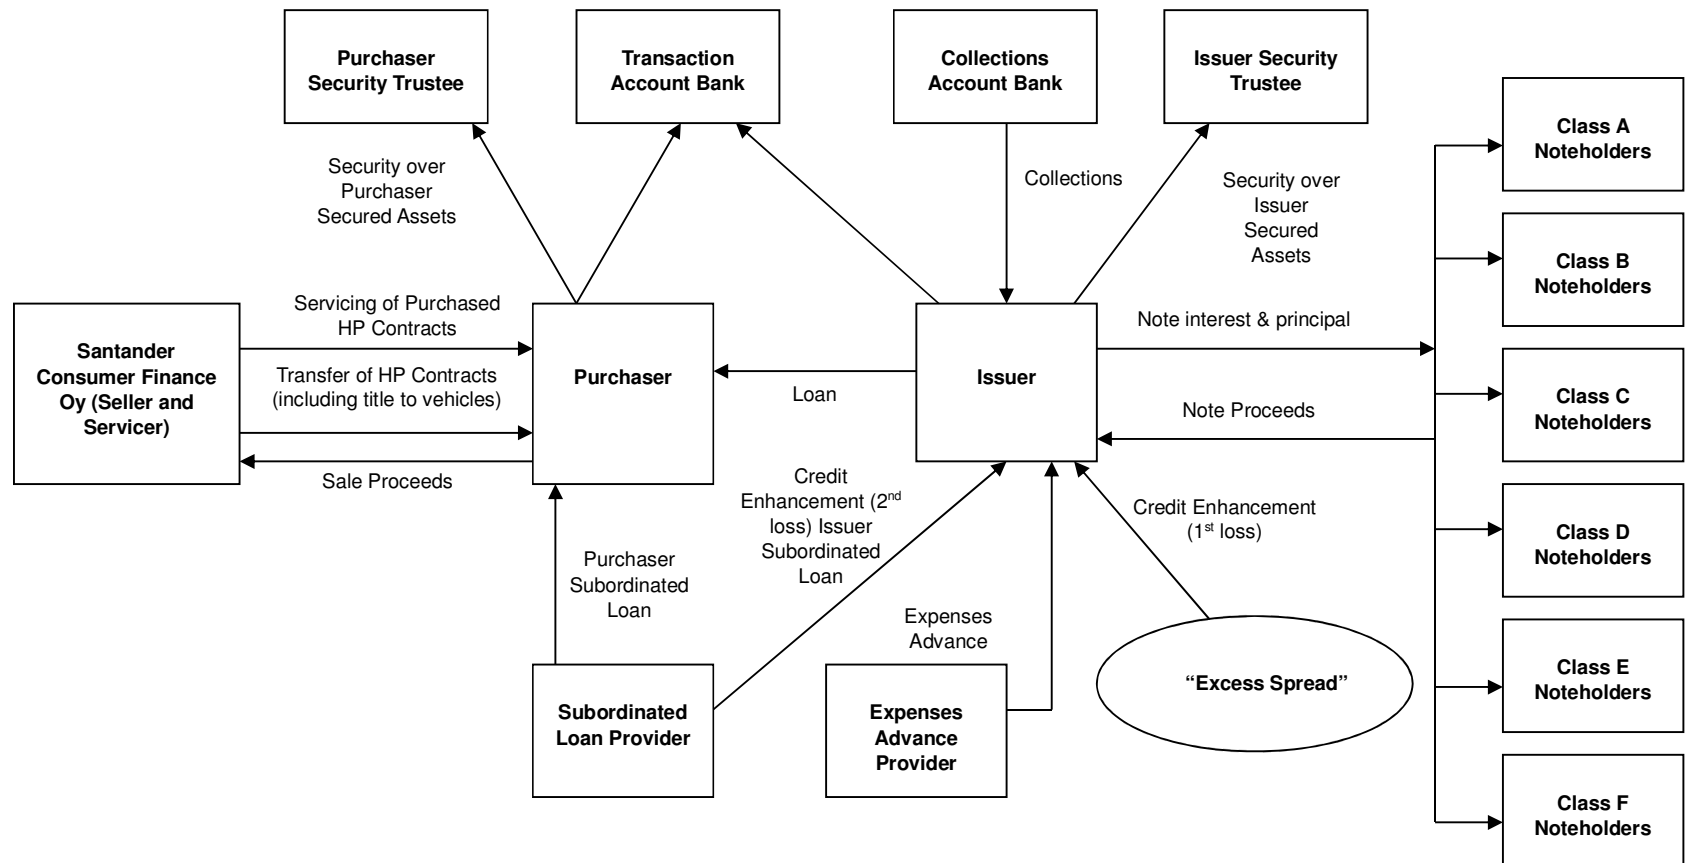 Purchaser
Security Trustee
Transaction
Account Bank
Collections
Account Bank
Issuer Security
Trustee
Class A
Noteholders
Security over
Purchaser
Secured Assets
Collections
Security over
Issuer
Secured
Assets
Class B
Noteholders
Santander
Consumer Finance
Oy (Seller and
Servicer)
Servicing of Purchased
HP Contracts
Transfer of HP Contracts
(including title to vehicles)
Sale Proceeds
Purchaser
Loan
Issuer
Note interest & principal
Note Proceeds
Class C
Noteholders
Credit
Enhancement (2nd
loss) Issuer
Subordinated
Loan
Credit Enhancement
(1st loss)
Class D
Noteholders
Purchaser
Subordinated
Loan
Expenses
Advance
Subordinated
Loan Provider
Expenses
Advance
Provider
“Excess Spread”
Class E
Noteholders
Class F
Noteholders